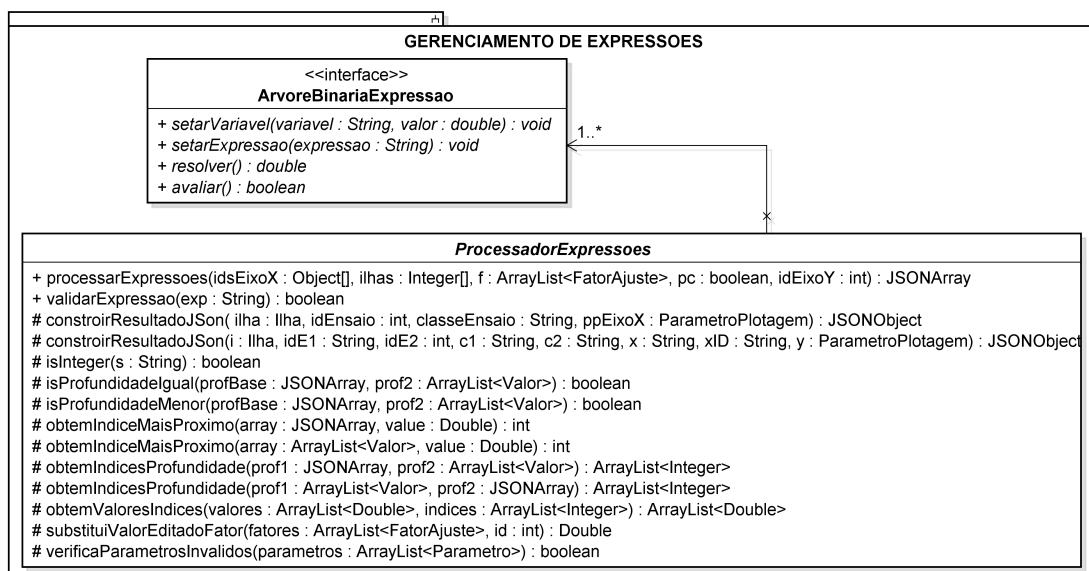 GERENCIAMENTO DE EXPRESSOES
<<interface>>
ArvoreBinariaExpressao
+ setarVariavel(variavel : String, valor : double) : void
+ setarExpressao(expressao : String) : void
+ resolver() : double
+ avaliar() : boolean
1..*
ProcessadorExpressoes
+ processarExpressoes(idsEixoX : Object[], ilhas : Integer[], f : ArrayList<FatorAjuste>, pc : boolean, idEixoY : int) : JSONArray
+ validarExpressao(exp : String) : boolean
# constroirResultadoJSon( ilha : Ilha, idEnsaio : int, classeEnsaio : String, ppEixoX : ParametroPlotagem) : JSONObject
# constroirResultadoJSon(i : Ilha, idE1 : String, idE2 : int, c1 : String, c2 : String, x : String, xID : String, y : ParametroPlotagem) : JSONObject
# isInteger(s : String) : boolean
# isProfundidadeIgual(profBase : JSONArray, prof2 : ArrayList<Valor>) : boolean
# isProfundidadeMenor(profBase : JSONArray, prof2 : ArrayList<Valor>) : boolean
# obtemIndiceMaisProximo(array : JSONArray, value : Double) : int
# obtemIndiceMaisProximo(array : ArrayList<Valor>, value : Double) : int
# obtemIndicesProfundidade(prof1 : JSONArray, prof2 : ArrayList<Valor>) : ArrayList<Integer>
# obtemIndicesProfundidade(prof1 : ArrayList<Valor>, prof2 : JSONArray) : ArrayList<Integer>
# obtemValoresIndices(valores : ArrayList<Double>, indices : ArrayList<Integer>) : ArrayList<Double>
# substituiValorEditadoFator(fatores : ArrayList<FatorAjuste>, id : int) : Double
# verificaParametrosInvalidos(parametros : ArrayList<Parametro>) : boolean